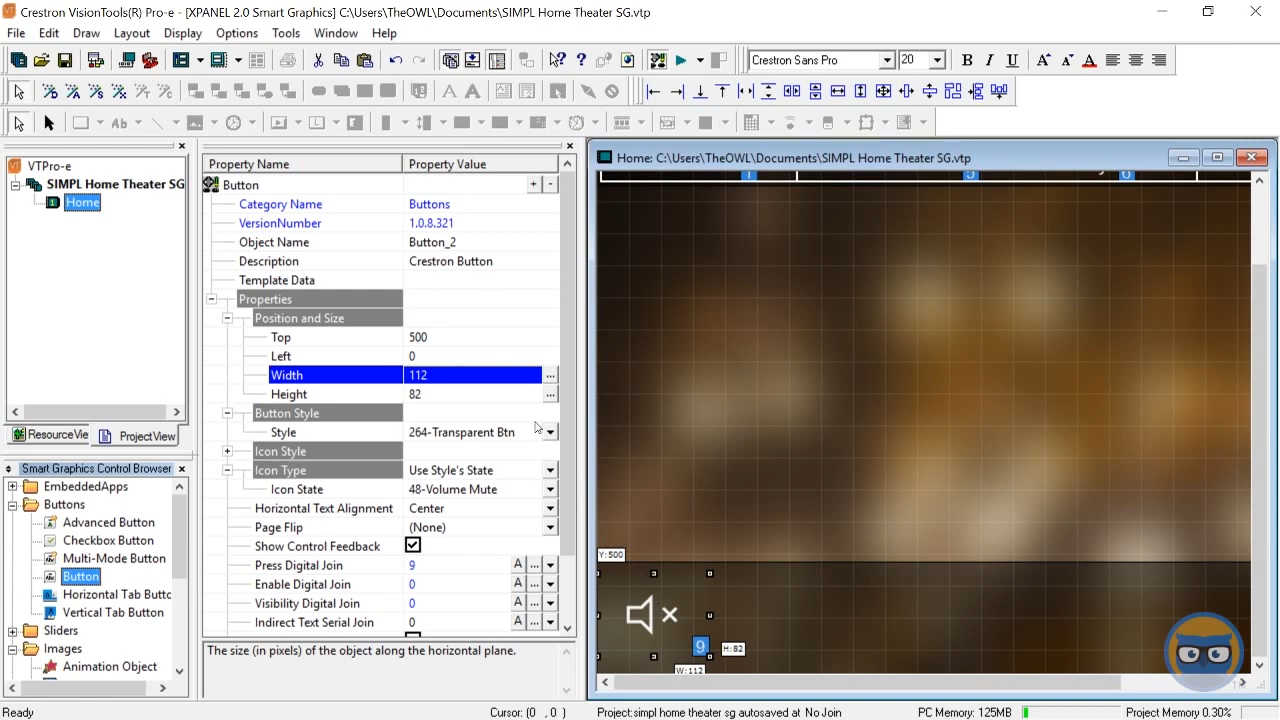 Crestron VisionTools(R) Pro-e - [XPANEL 2.0 Smart Graphics] C:\Users\TheOWL\Documents\SIMPL Home Theater SG.vtp
File Edit Draw Layout Display Options Tools Window Help
Crestron Sans Pro 20 B I U
VT VTPro-e
SIMPL Home Theater SG
1 Home
ResourceVie ProjectView
Smart Graphics Control Browser
EmbeddedApps
Buttons
Advanced Button
Checkbox Button
Multi-Mode Button
Button
Horizontal Tab Buttc
Vertical Tab Button
Sliders
Images
Animation Object
Property Name Property Value
Button + -
Category Name Buttons
VersionNumber 1.0.8.321
Object Name Button_2
Description Crestron Button
Template Data
Properties
Position and Size
Top 500
Left 0
Width 112 ...
Height 82 ...
Button Style
Style 264-Transparent Btn
Icon Style
Icon Type Use Style's State
Icon State 48-Volume Mute
Horizontal Text Alignment Center
Page Flip (None)
Show Control Feedback
Press Digital Join 9 A ...
Enable Digital Join 0 A ...
Visibility Digital Join 0 A ...
Indirect Text Serial Join 0 A ...
The size (in pixels) of the object along the horizontal plane.
Home: C:\Users\TheOWL\Documents\SIMPL Home Theater SG.vtp
1 5 6
Y:500
9 H:82
W:112
Ready Cursor: (0 , 0 ) Project:simpl home theater sg autosaved at No Join PC Memory: 125MB Project Memory 0.30%